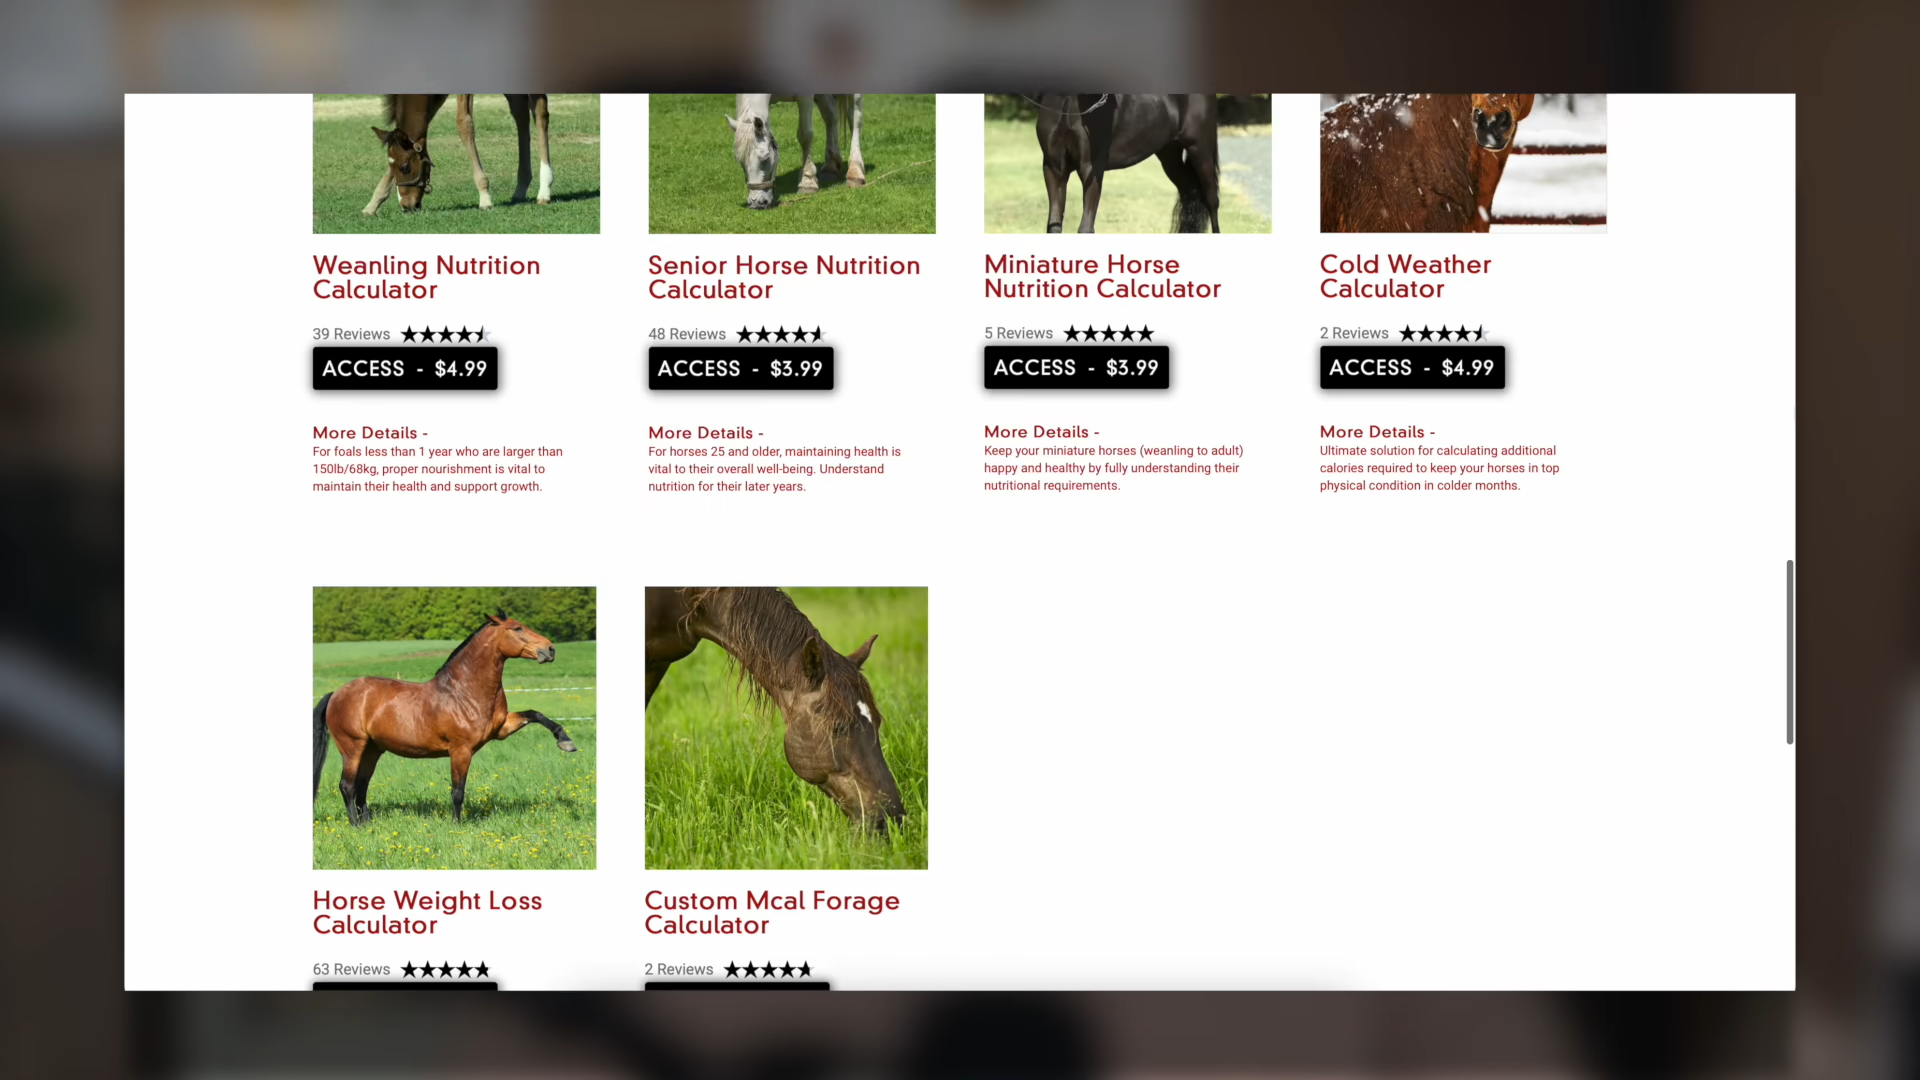 Weanling Nutrition
Calculator
39 Reviews
ACCESS - $4.99
More Details -
For foals less than 1 year who are larger than
150lb/68kg, proper nourishment is vital to
maintain their health and support growth.
Senior Horse Nutrition
Calculator
48 Reviews
ACCESS - $3.99
More Details -
For horses 25 and older, maintaining health is
vital to their overall well-being. Understand
nutrition for their later years.
Miniature Horse
Nutrition Calculator
5 Reviews
ACCESS - $3.99
More Details -
Keep your miniature horses (weanling to adult)
happy and healthy by fully understanding their
nutritional requirements.
Cold Weather
Calculator
2 Reviews
ACCESS - $4.99
More Details -
Ultimate solution for calculating additional
calories required to keep your horses in top
physical condition in colder months.
Horse Weight Loss
Calculator
63 Reviews
Custom Mcal Forage
Calculator
2 Reviews